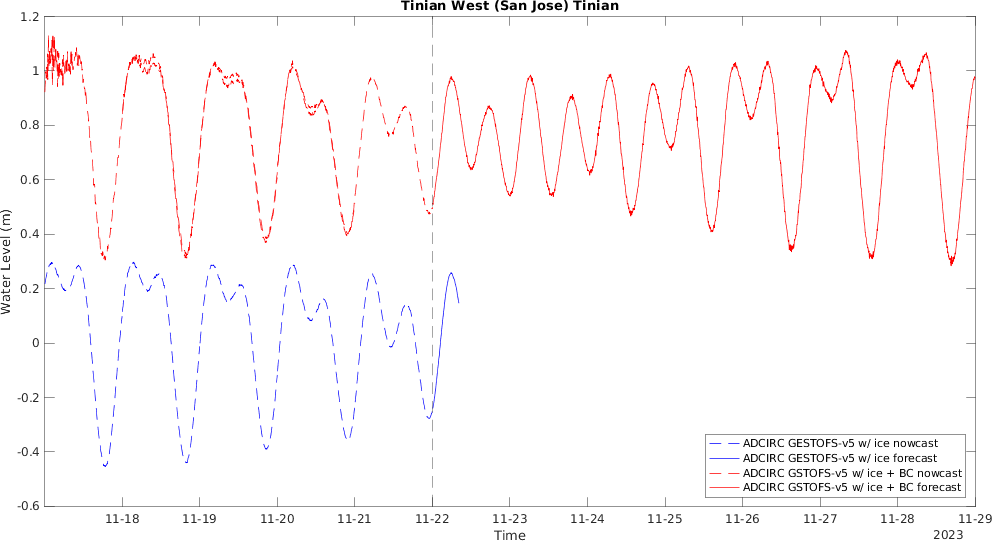 Tinian West (San Jose) Tinian
Water Level (m)
1.2
1
0.8
0.6
0.4
0.2
0
-0.2
-0.4
-0.6
ADCIRC GESTOFS-v5 w/ ice nowcast
ADCIRC GESTOFS-v5 w/ ice forecast
ADCIRC GSTOFS-v5 w/ ice + BC nowcast
ADCIRC GSTOFS-v5 w/ ice + BC forecast
11-18 11-19 11-20 11-21 11-22 11-23 11-24 11-25 11-26 11-27 11-28 11-29
Time
2023